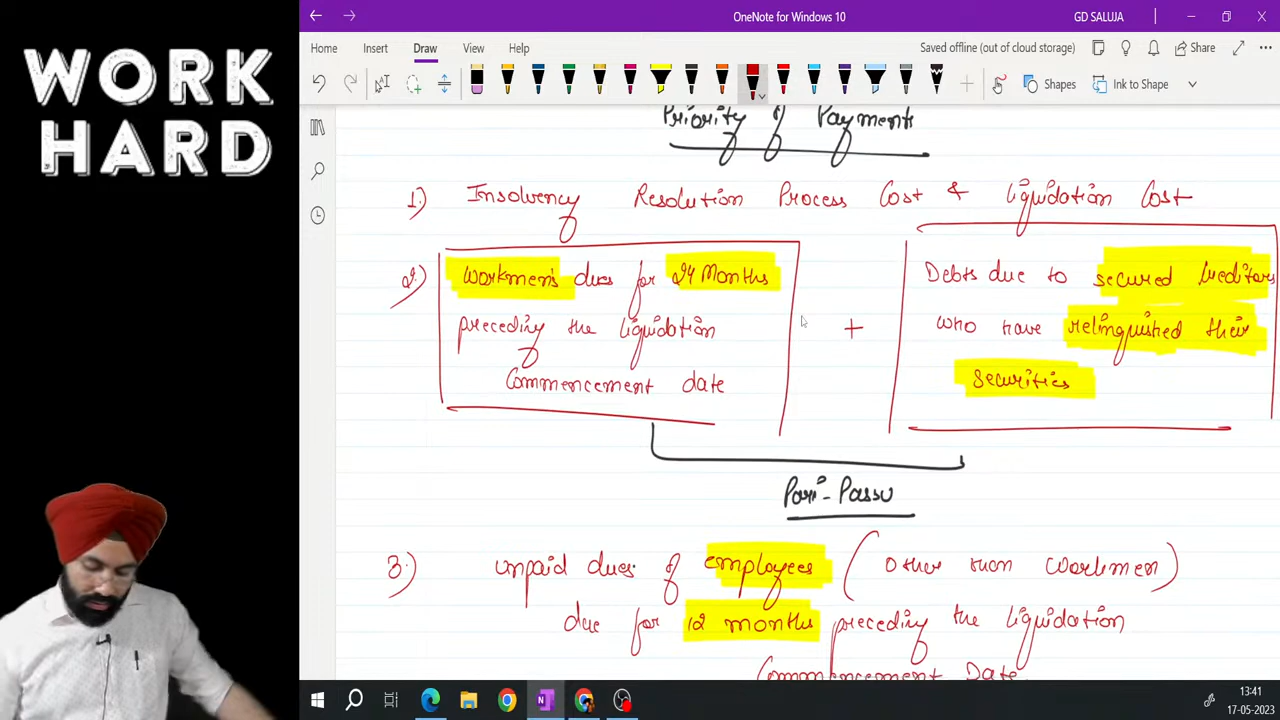 WORK
HARD
OneNote for Windows 10
GD SALUJA
Home Insert Draw View Help
Saved offline (out of cloud storage)
Share
Shapes
Ink to Shape
Priority of Payments
1.) Insolvency Resolution Process Cost & Liquidation Cost
2.) Workmen's dues for 24 Months
preceding the liquidation
Commencement date
+
Debts due to secured Creditors
who have relinquished their
Securities
Pari-Passu
3.) unpaid dues of employees (other than workmen)
due for 12 months preceding the liquidation
Commencement Date
13:41
17-05-2023